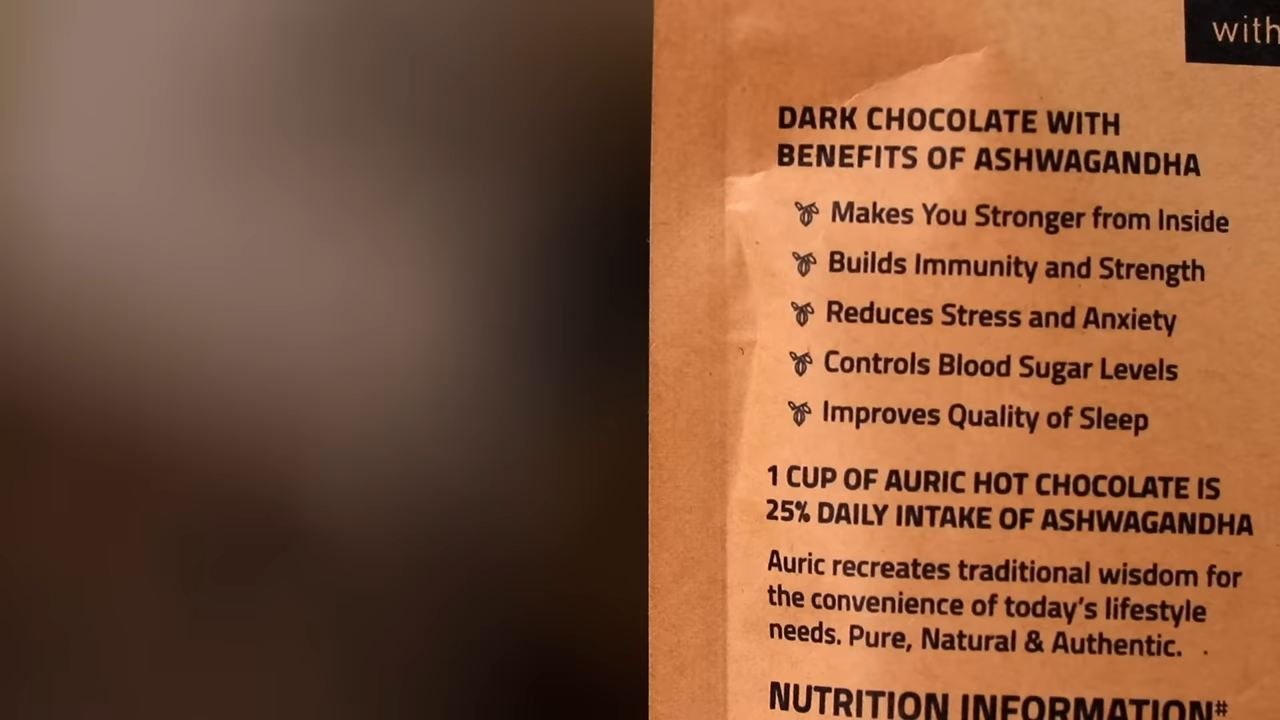 with
DARK CHOCOLATE WITH
BENEFITS OF ASHWAGANDHA
Makes You Stronger from Inside
Builds Immunity and Strength
Reduces Stress and Anxiety
Controls Blood Sugar Levels
Improves Quality of Sleep
1 CUP OF AURIC HOT CHOCOLATE IS
25% DAILY INTAKE OF ASHWAGANDHA
Auric recreates traditional wisdom for
the convenience of today's lifestyle
needs. Pure, Natural & Authentic.
NUTRITION INFORMATION#